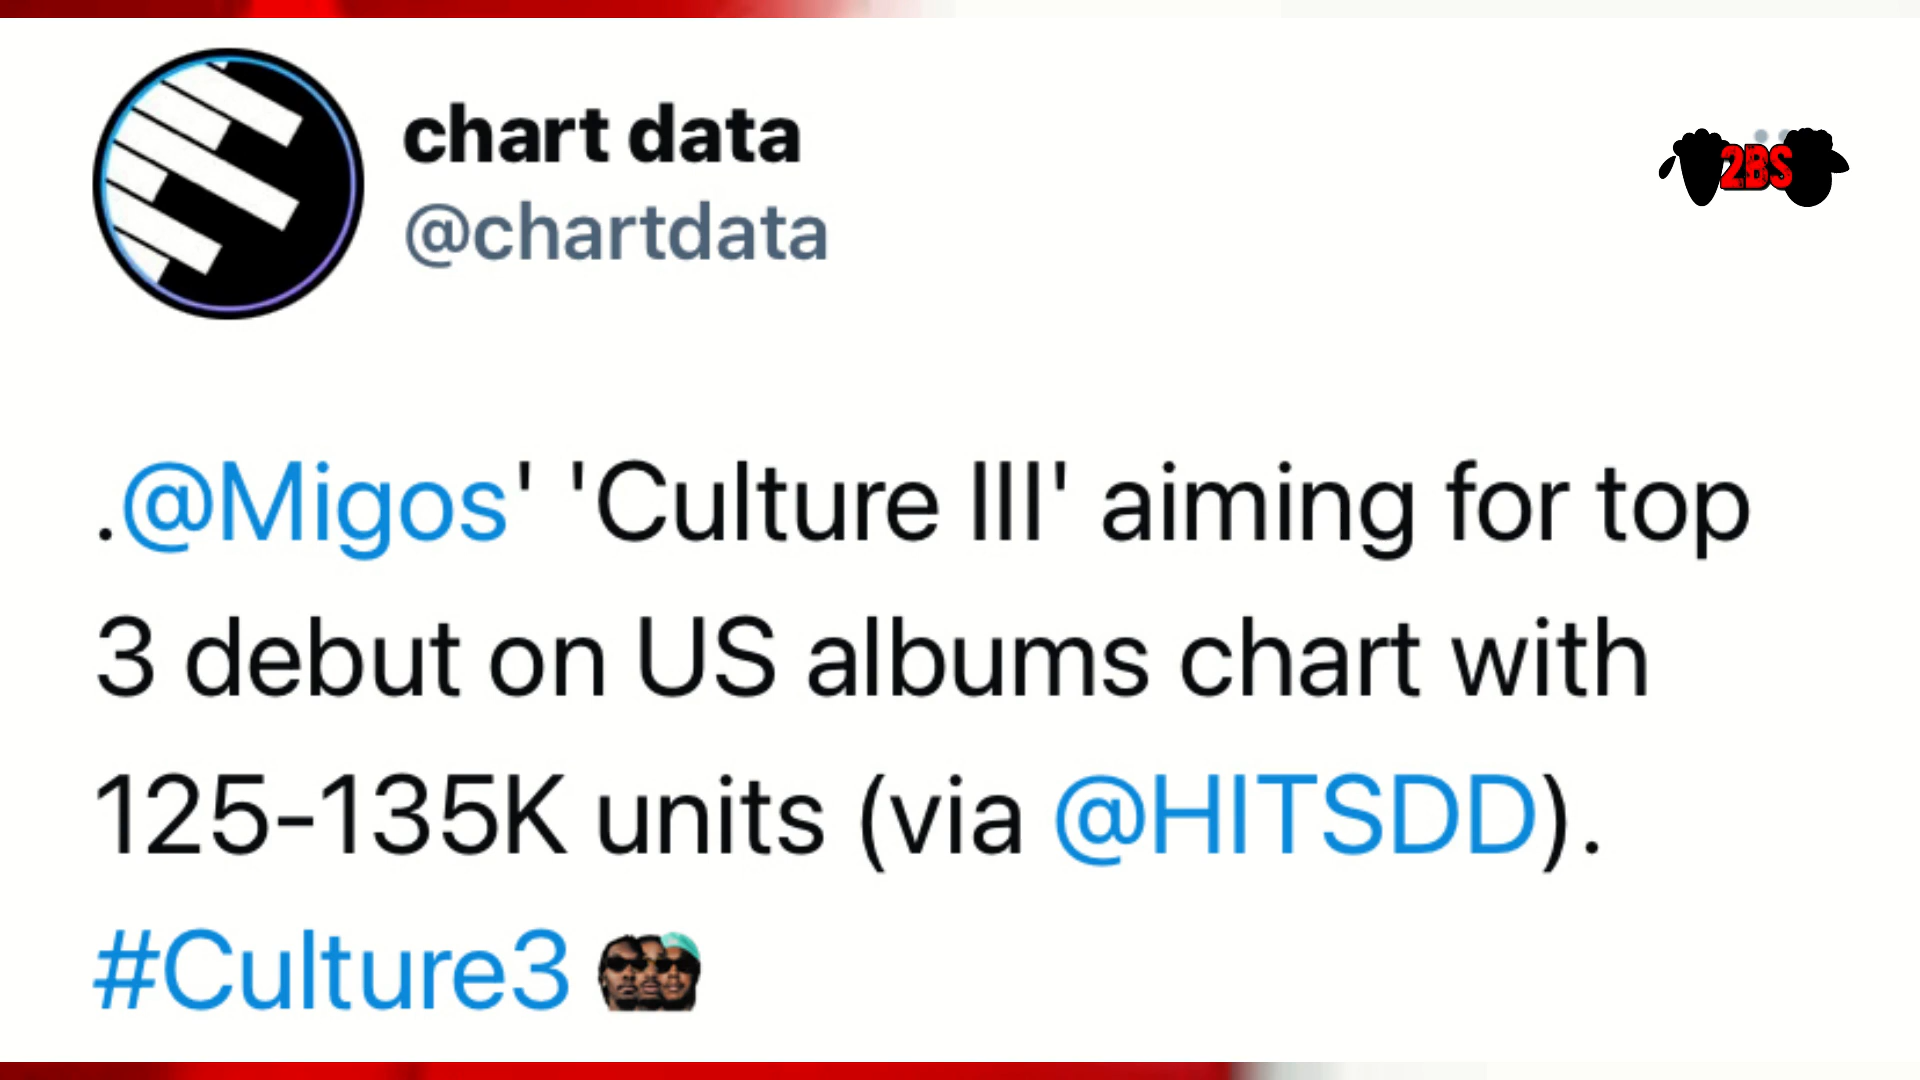 chart data
@chartdata
2BS
.@Migos' 'Culture III' aiming for top
3 debut on US albums chart with
125-135K units (via @HITSDD).
#Culture3